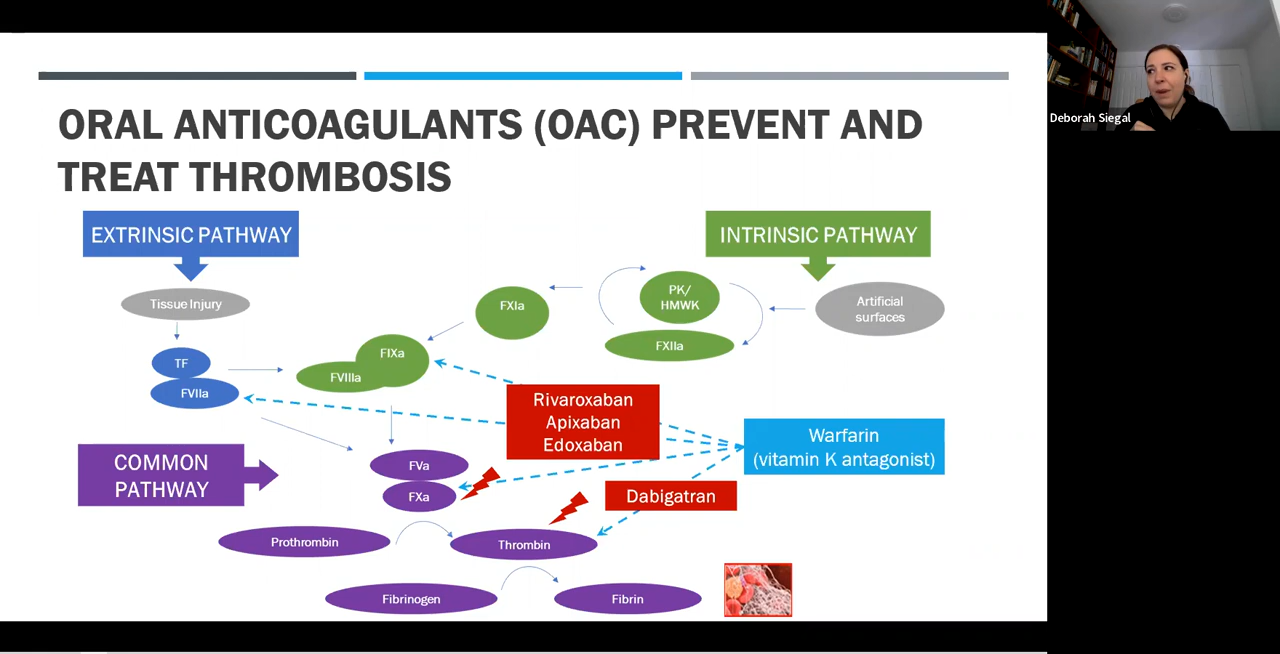 ORAL ANTICOAGULANTS (OAC) PREVENT AND
TREAT THROMBOSIS
Deborah Siegal
EXTRINSIC PATHWAY
INTRINSIC PATHWAY
Tissue Injury
FXIa
PK/
HMWK
Artificial
surfaces
FXIIa
TF
FVIIa
FIXa
FVIIIa
Rivaroxaban
Apixaban
Edoxaban
Warfarin
(vitamin K antagonist)
COMMON
PATHWAY
FVa
FXa
Dabigatran
Prothrombin
Thrombin
Fibrinogen
Fibrin